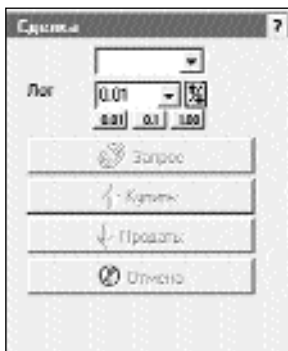 Сделка ?
Лот 0.01
0.01 0.1 1.00
Запрос
Купить
Продать
Отмена